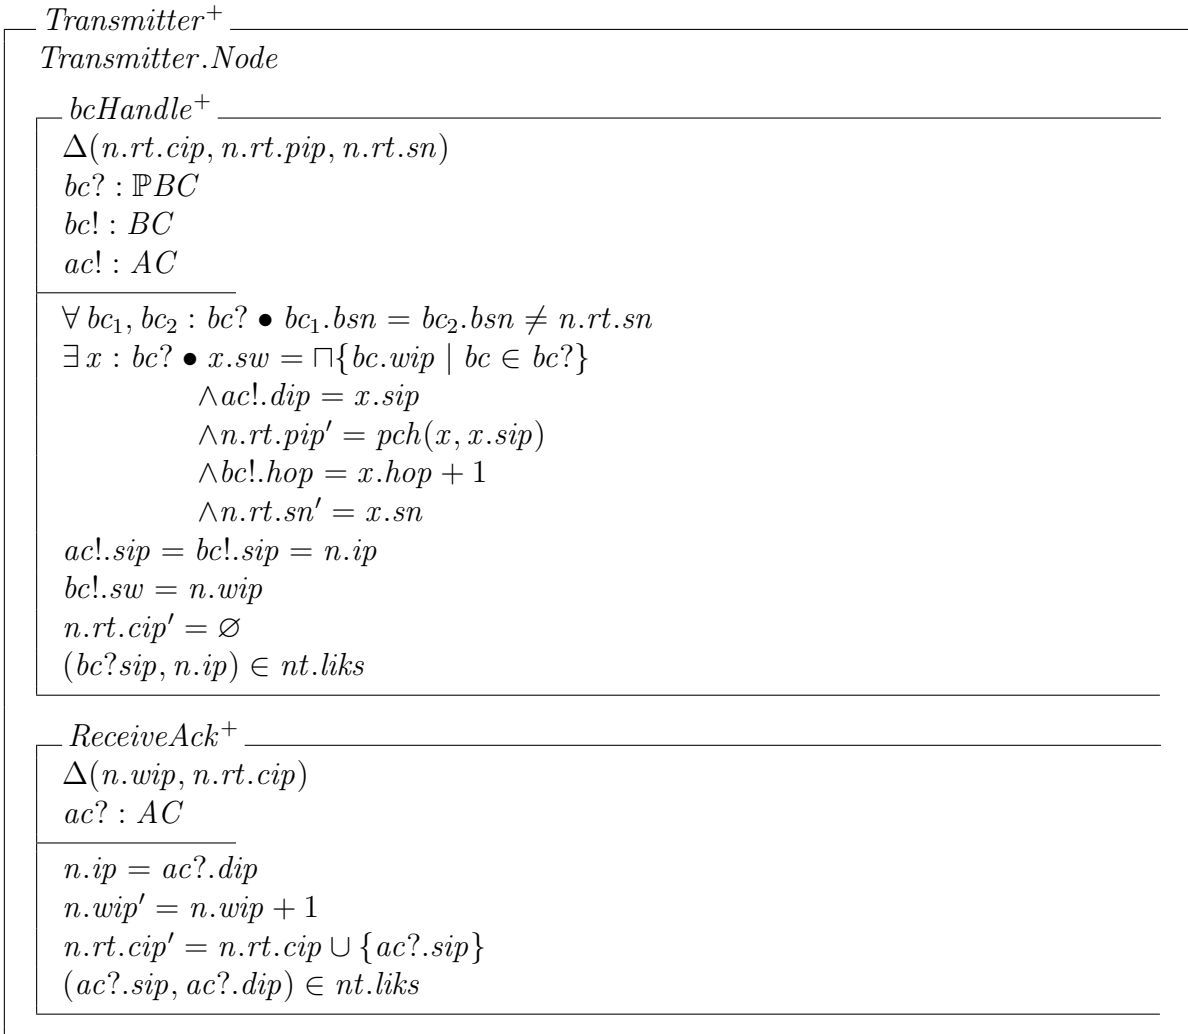 Transmitter⁺
Transmitter.Node
bcHandle⁺
Δ(n.rt.cip, n.rt.pip, n.rt.sn)
bc? : ℙBC
bc! : BC
ac! : AC
∀ bc₁, bc₂ : bc? • bc₁.bsn = bc₂.bsn ≠ n.rt.sn
∃ x : bc? • x.sw = ⊓{bc.wip | bc ∈ bc?}
∧ac!.dip = x.sip
∧n.rt.pip′ = pch(x, x.sip)
∧bc!.hop = x.hop + 1
∧n.rt.sn′ = x.sn
ac!.sip = bc!.sip = n.ip
bc!.sw = n.wip
n.rt.cip′ = ∅
(bc?sip, n.ip) ∈ nt.liks
ReceiveAck⁺
Δ(n.wip, n.rt.cip)
ac? : AC
n.ip = ac?.dip
n.wip′ = n.wip + 1
n.rt.cip′ = n.rt.cip ∪ {ac?.sip}
(ac?.sip, ac?.dip) ∈ nt.liks